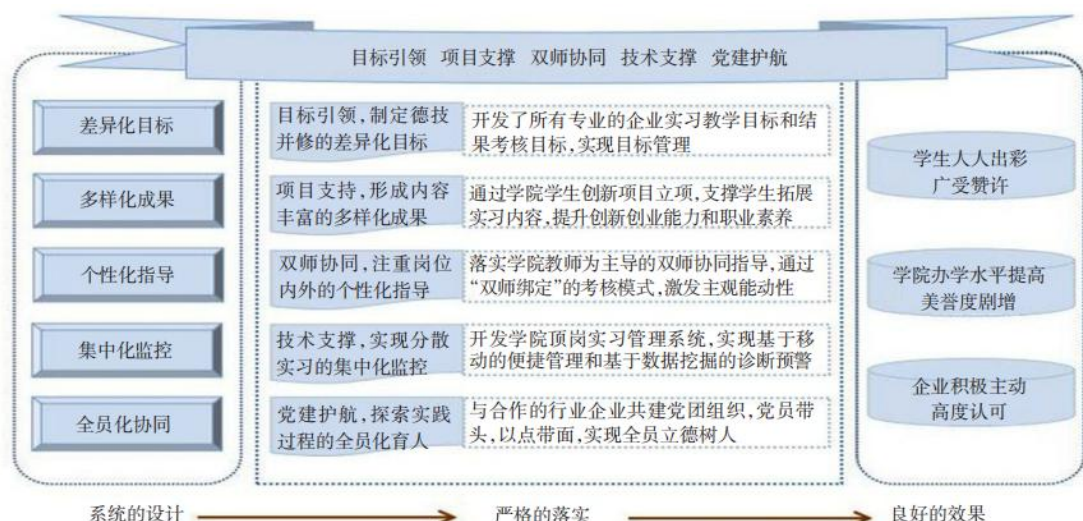 目标引领 项目支撑 双师协同 技术支撑 党建护航
差异化目标
多样化成果
个性化指导
集中化监控
全员化协同
目标引领,制定德技
并修的差异化目标
开发了所有专业的企业实习教学目标和结
果考核目标,实现目标管理
项目支持,形成内容
丰富的多样化成果
通过学院学生创新项目立项,支撑学生拓展
实习内容,提升创新创业能力和职业素养
双师协同,注重岗位
内外的个性化指导
落实学院教师为主导的双师协同指导,通过
“双师绑定”的考核模式,激发主观能动性
技术支撑,实现分散
实习的集中化监控
开发学院顶岗实习管理系统,实现基于移
动的便捷管理和基于数据挖掘的诊断预警
党建护航,探索实践
过程的全员化育人
与合作的行业企业共建党团组织,党员带
头,以点带面,实现全员立德树人
学生人人出彩
广受赞许
学院办学水平提高
美誉度剧增
企业积极主动
高度认可
系统的设计
严格的落实
良好的效果